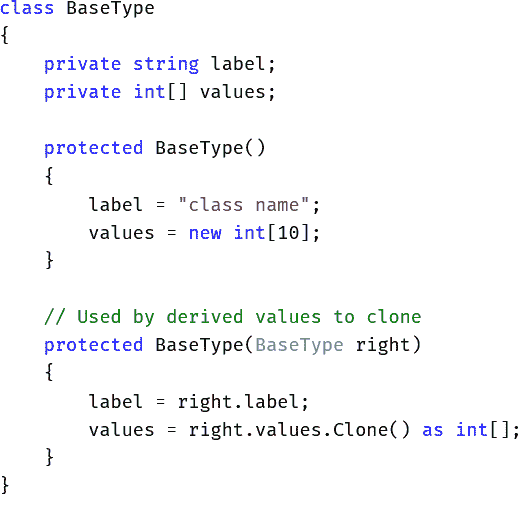 class BaseType
{
    private string label;
    private int[] values;

    protected BaseType()
    {
        label = "class name";
        values = new int[10];
    }

    // Used by derived values to clone
    protected BaseType(BaseType right)
    {
        label = right.label;
        values = right.values.Clone() as int[];
    }
}